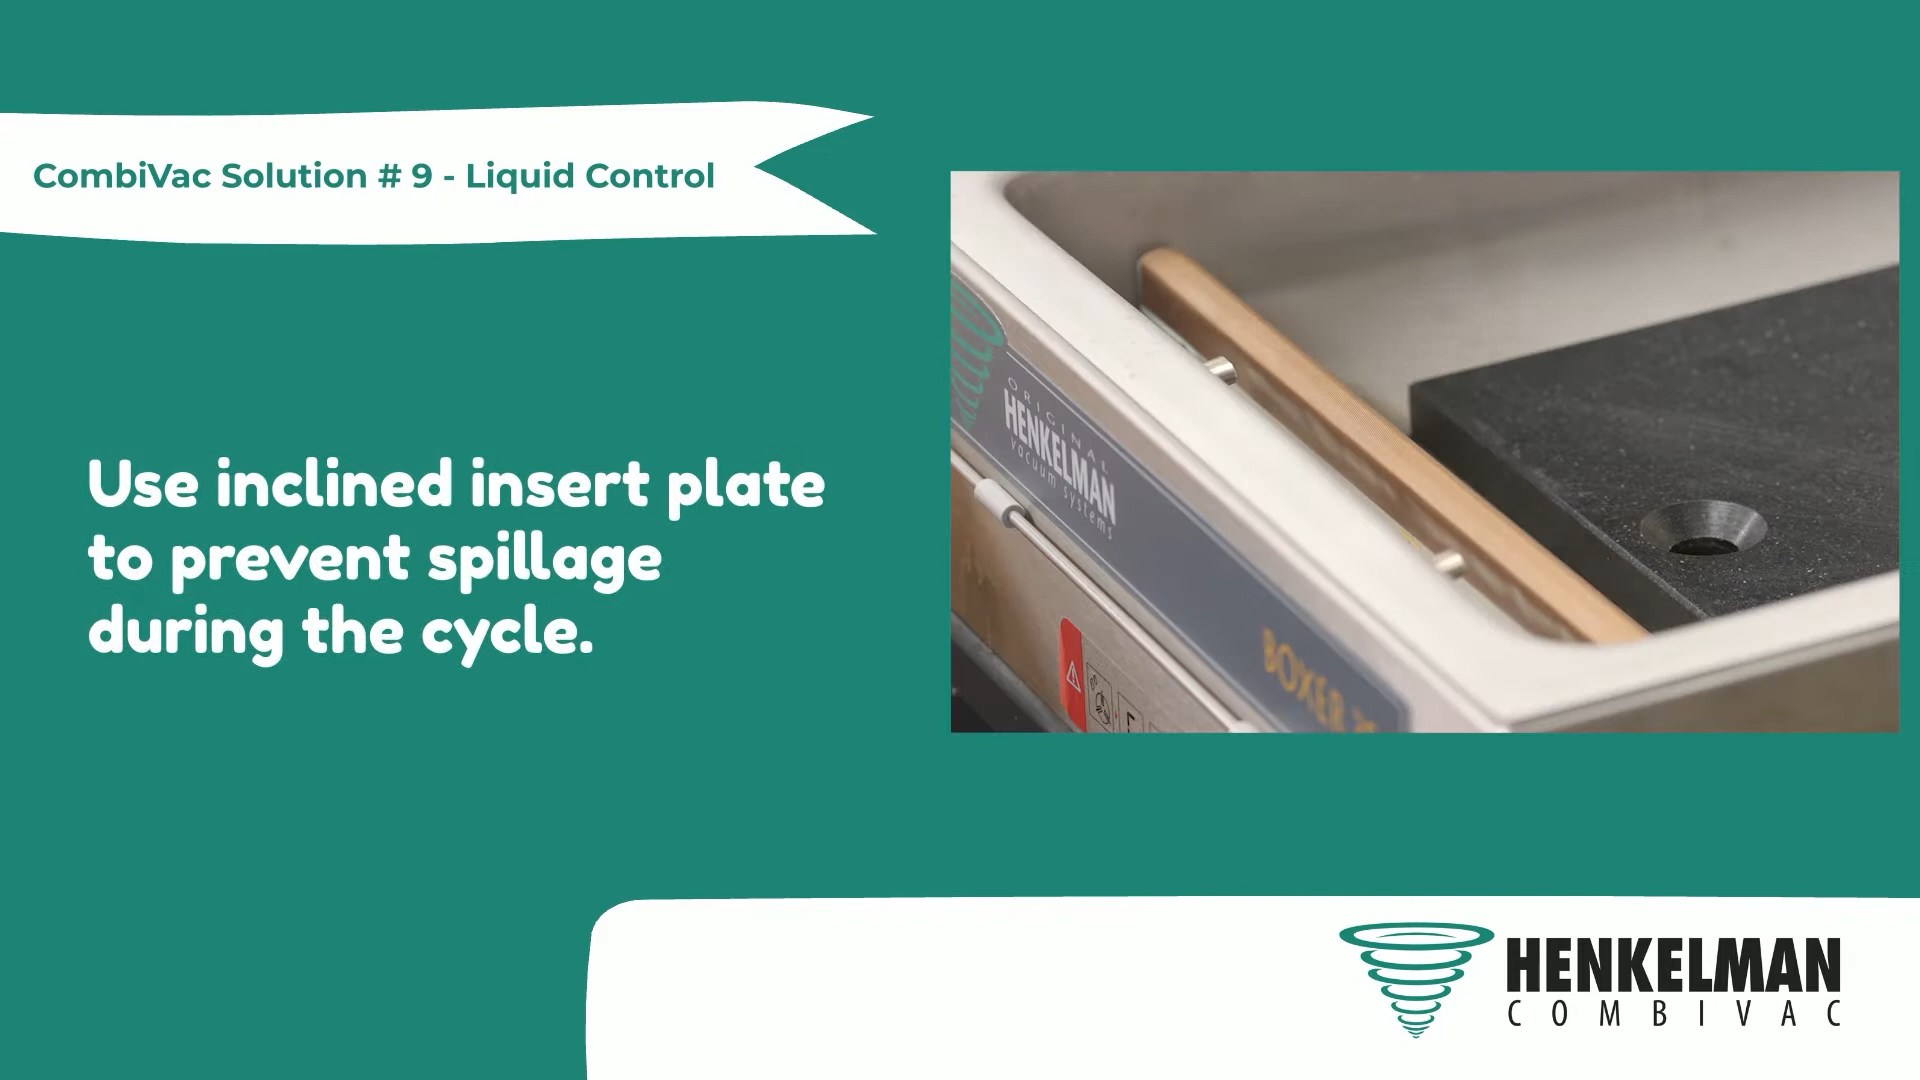 CombiVac Solution # 9 - Liquid Control
Use inclined insert plate
to prevent spillage
during the cycle.
ORIGINAL
HENKELMAN
vacuum systems
BOXER
HENKELMAN
COMBIVAC